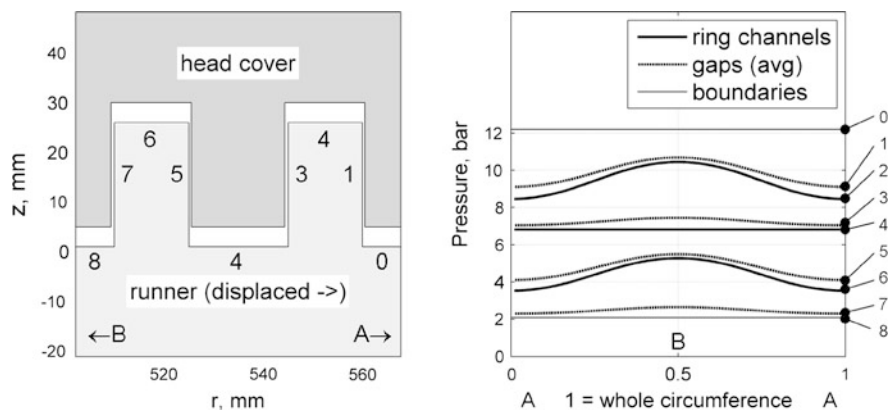 40
30
20
10
0
-10
-20
z, mm
head cover
6 4
7 5 3 1
8 4 0
runner (displaced ->)
←B A→
520 540 560
r, mm
ring channels
gaps (avg)
boundaries
12
10
8
6
4
2
0
Pressure, bar
0
1
2
3
4
5
6
7
8
B
0 0.5 1
A 1 = whole circumference A